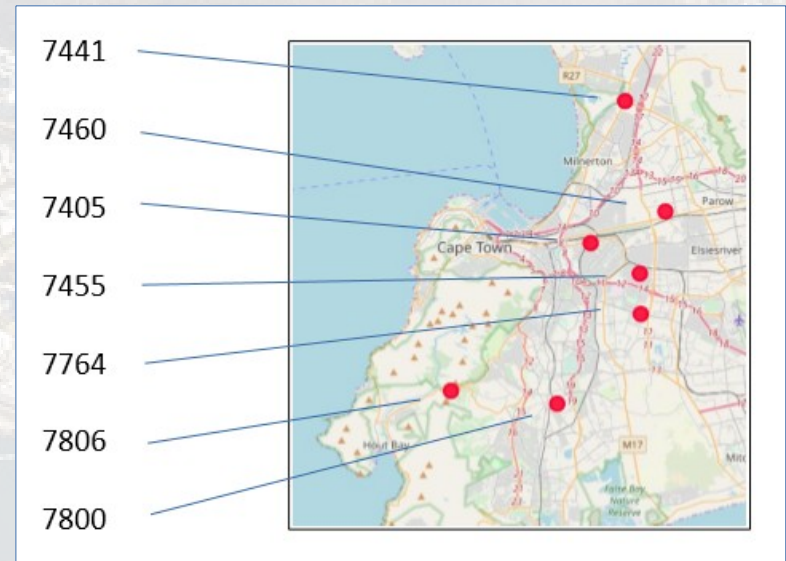 7441
7460
7405
7455
7764
7806
7800
R27
Milnerton
Parow
Cape Town
Elsiesriver
Hout Bay
M17
False Bay
Nature
Reserve